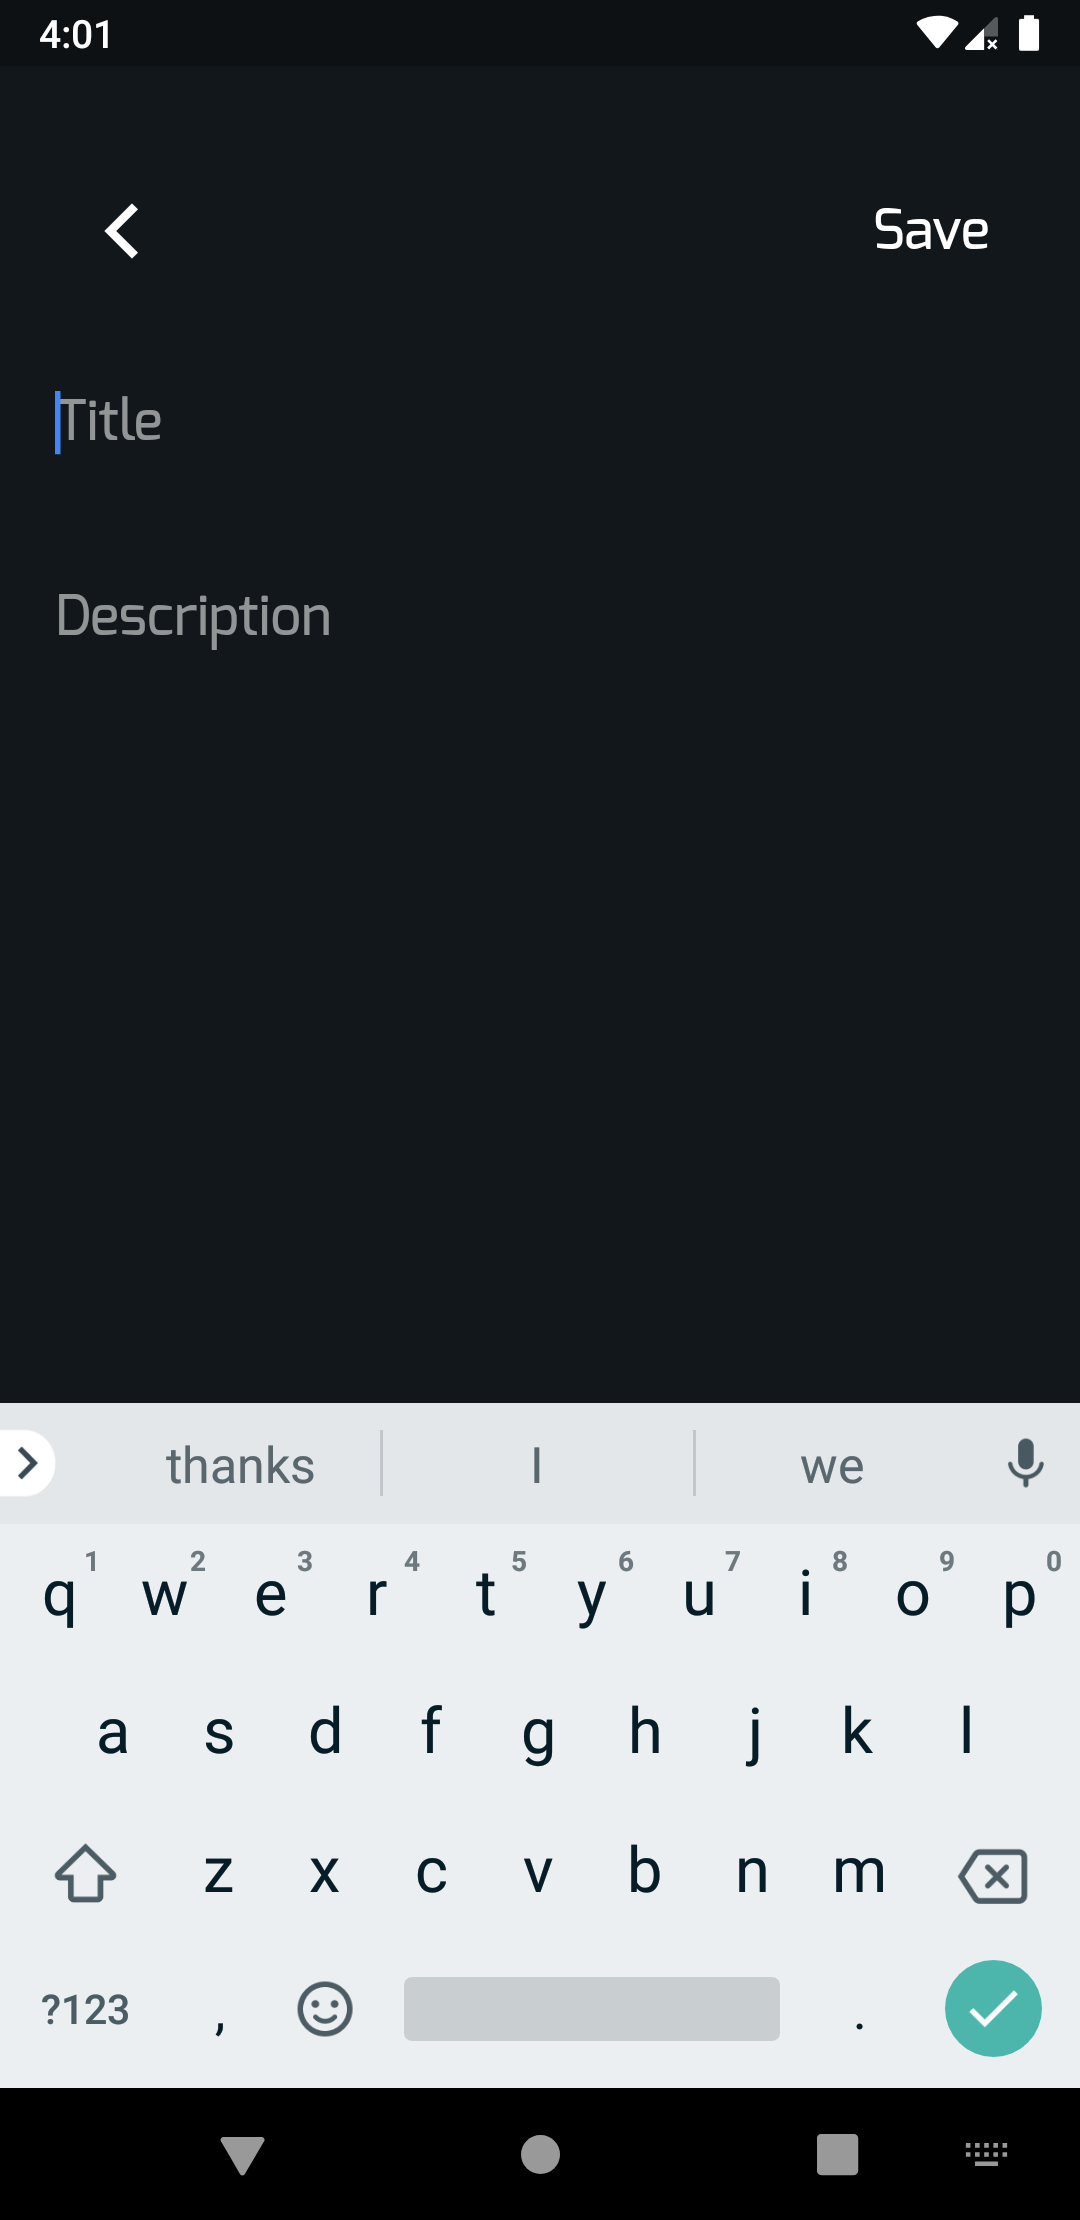 4:01
Save
Title
Description
thanks I we
1 2 3 4 5 6 7 8 9 0
q w e r t y u i o p
a s d f g h j k l
z x c v b n m
?123 , .